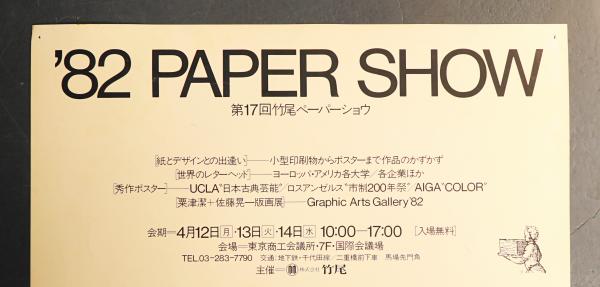 '82 PAPER SHOW
第17回竹尾ペーパーショウ
[紙とデザインとの出逢い]――小型印刷物からポスターまで作品のかずかず
[世界のレターヘッド]――ヨーロッパ・アメリカ各大学/各企業ほか
[秀作ポスター]――UCLA"日本古典芸能"/ロスアンゼルス"市制200年祭" AIGA"COLOR"
[粟津潔+佐藤晃一版画展]――Graphic Arts Gallery'82
会期=4月12日月・13日火・14日水 10:00―17:00 [入場無料]
会場=東京商工会議所・7F・国際会議場
TEL.03-283-7790 交通:地下鉄・千代田線/二重橋前下車 馬場先門角
主催= 株式会社 竹尾